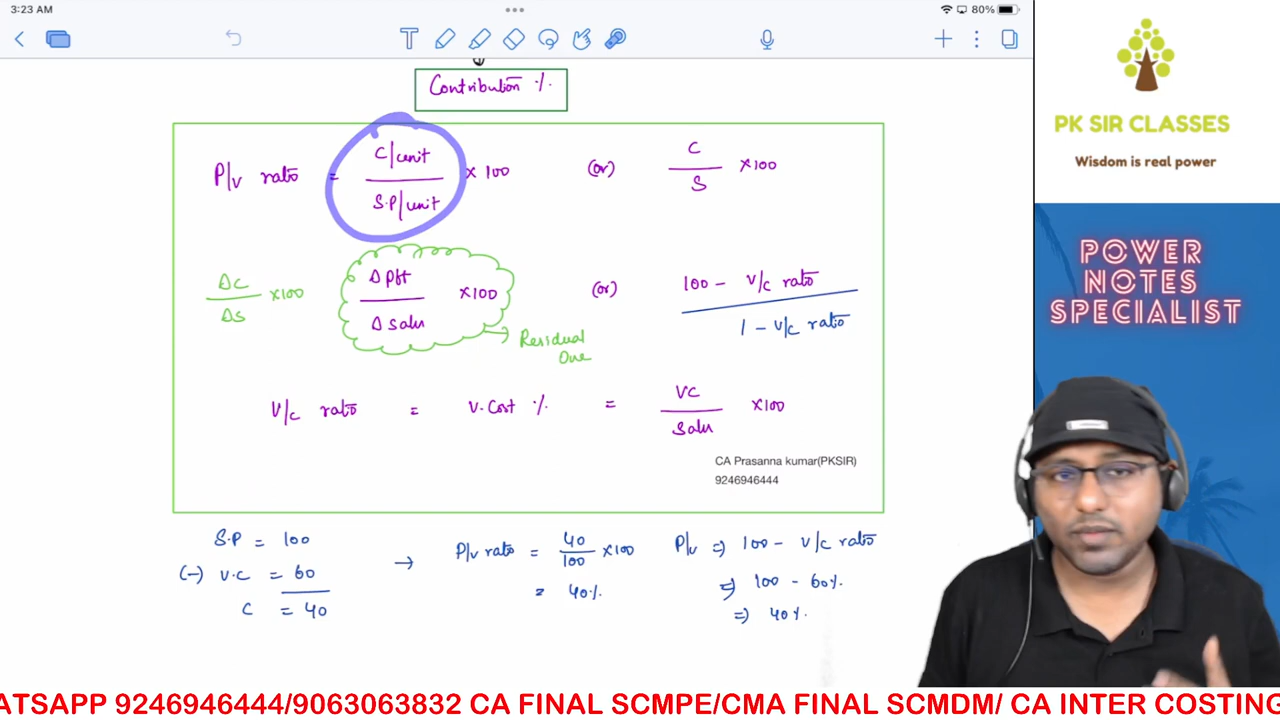 3:23 AM
80%
Contribution %
P/v ratio = C/unit / S.P/unit × 100 (or) C / S ×100
ΔC / ΔS ×100
Δ Pft / Δ Sales ×100 (or) 100 - V/c ratio
1 - V/c ratio
Residual One
V/c ratio = V.Cost % = VC / Sales ×100
CA Prasanna kumar(PKSIR)
9246946444
S.P = 100
(-) V.C = 60
C = 40
→ P/v ratio = 40 / 100 ×100
= 40%
P/v ⇒ 100 - V/c ratio
⇒ 100 - 60%
⇒ 40%
PK SIR CLASSES
Wisdom is real power
POWER
NOTES
SPECIALIST
ATSAPP 9246946444/9063063832 CA FINAL SCMPE/CMA FINAL SCMDM/ CA INTER COSTING